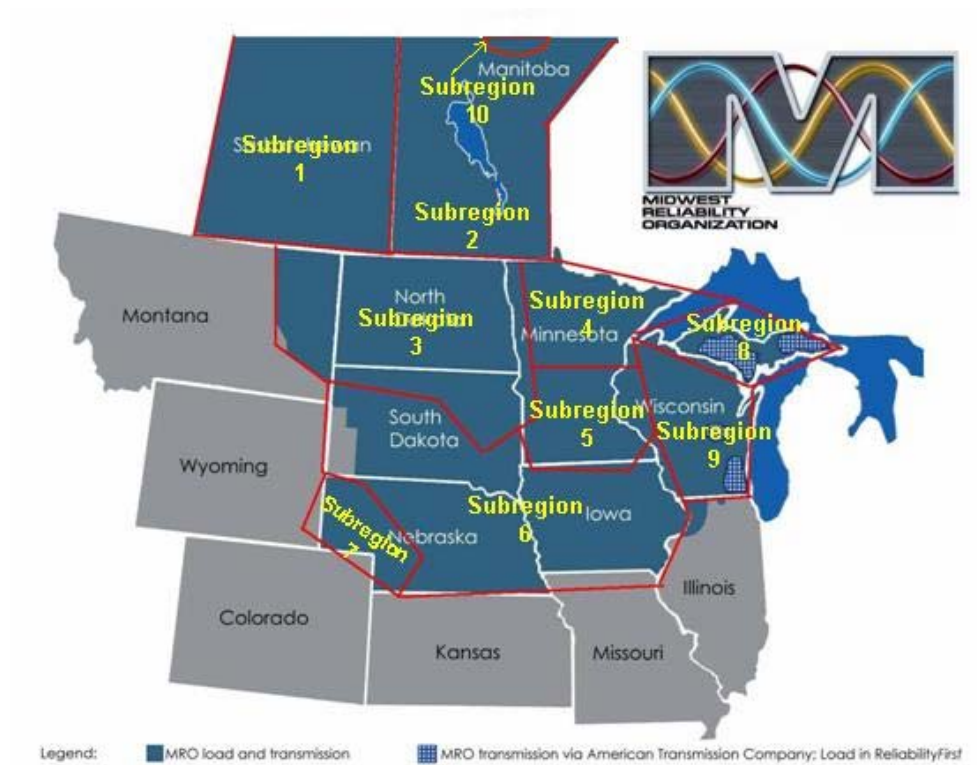 Manitoba
Subregion
10
Subregion
1
Subregion
2
MIDWEST
RELIABILITY
ORGANIZATION
Montana
North
Subregion
3
Subregion
4
Minnesota
Subregion
8
South
Dakota
Subregion
5
Wisconsin
Subregion
9
Wyoming
Subregion
7
Nebraska
Subregion
6
Iowa
Illinois
Colorado
Kansas
Missouri
Legend:
MRO load and transmission
MRO transmission via American Transmission Company; Load in ReliabilityFirst